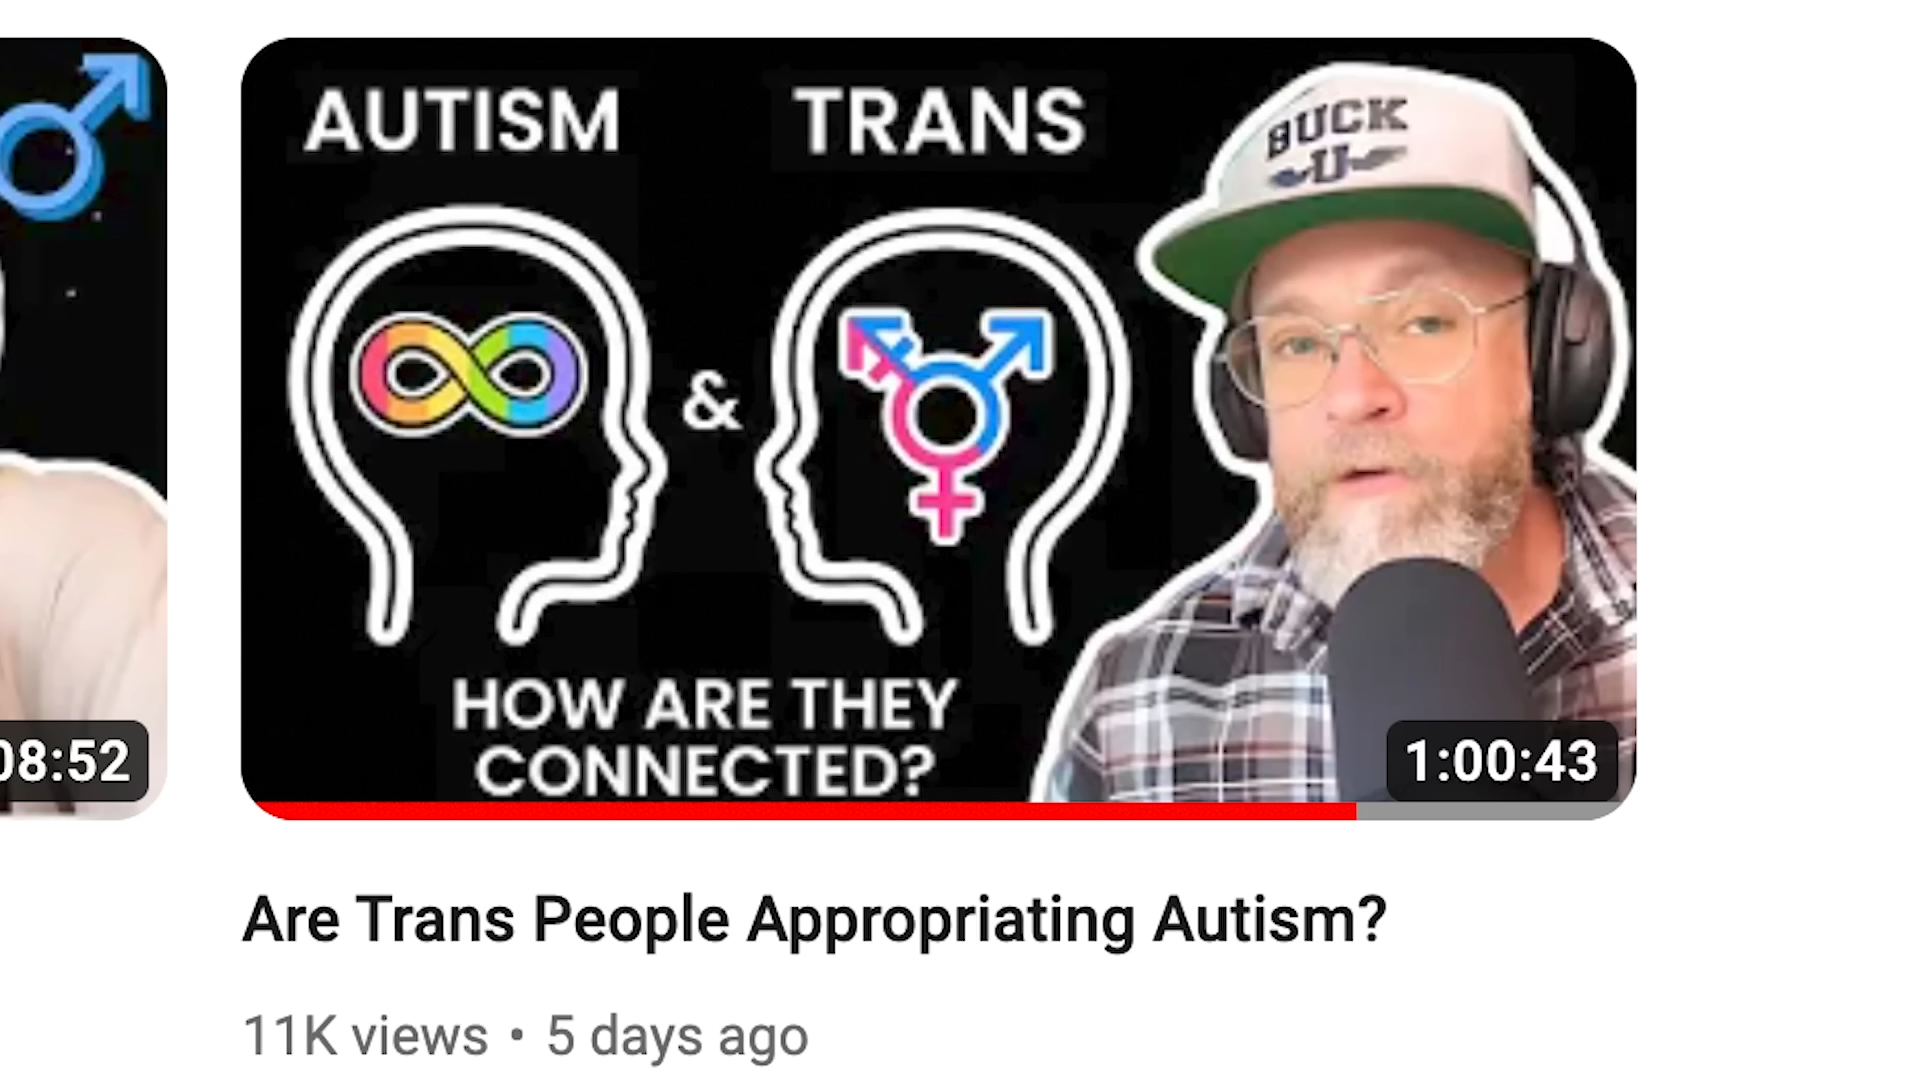 AUTISM
TRANS
BUCK
U
&
HOW ARE THEY
CONNECTED?
08:52
1:00:43
Are Trans People Appropriating Autism?
11K views • 5 days ago